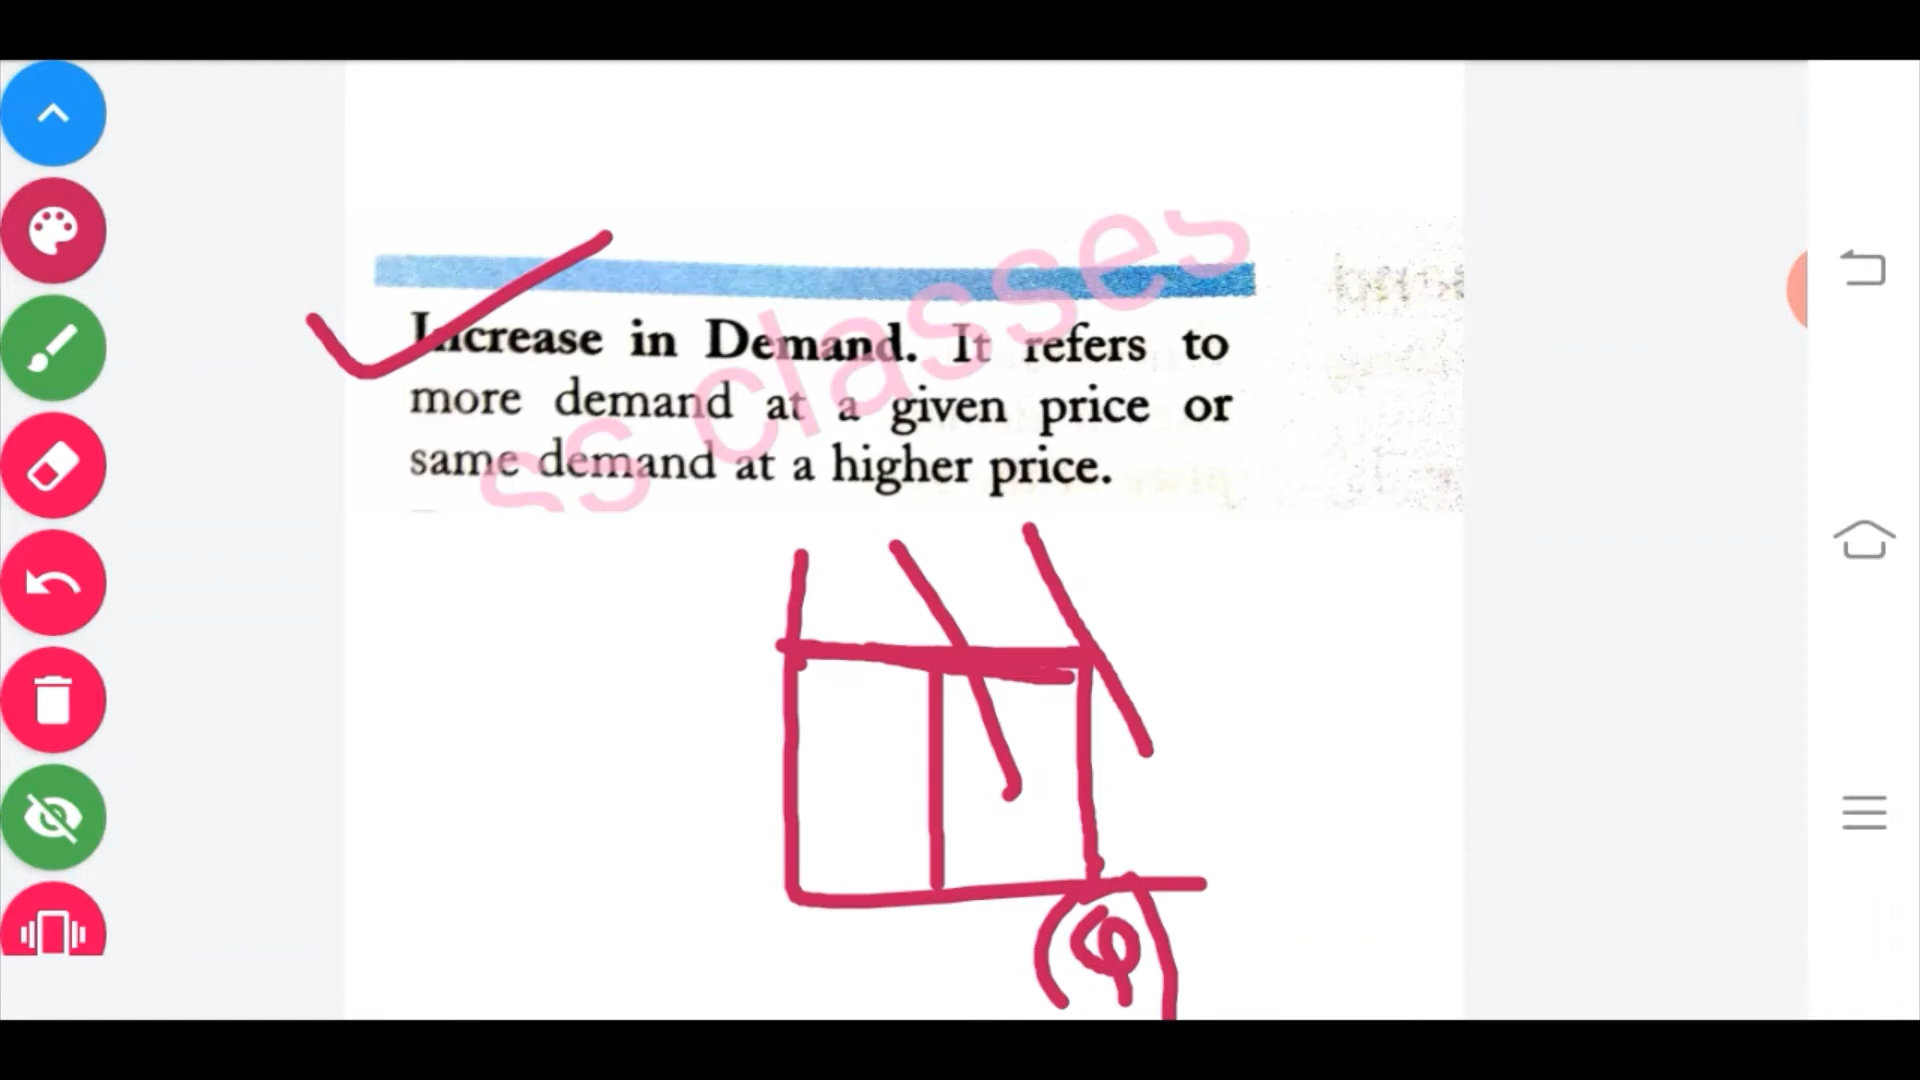 Increase in Demand. It refers to
more demand at a given price or
same demand at a higher price.
ss classes